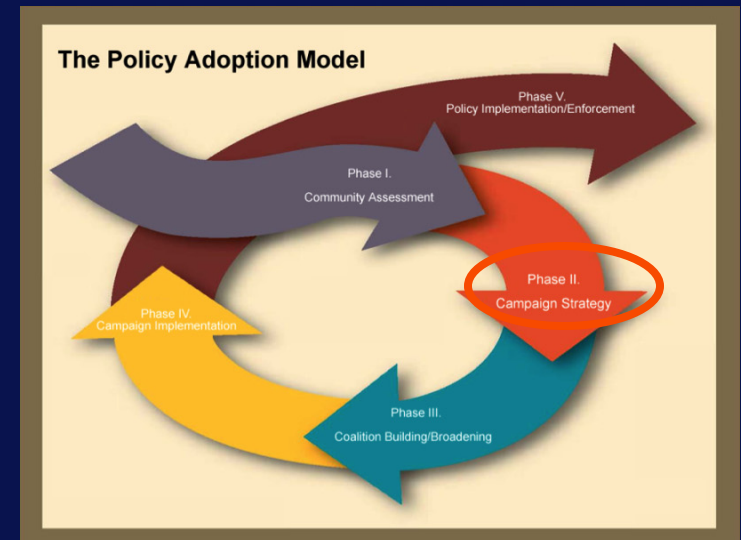 The Policy Adoption Model
Phase V.
Policy Implementation/Enforcement
Phase I.
Community Assessment
Phase II.
Campaign Strategy
Phase IV.
Campaign Implementation
Phase III.
Coalition Building/Broadening